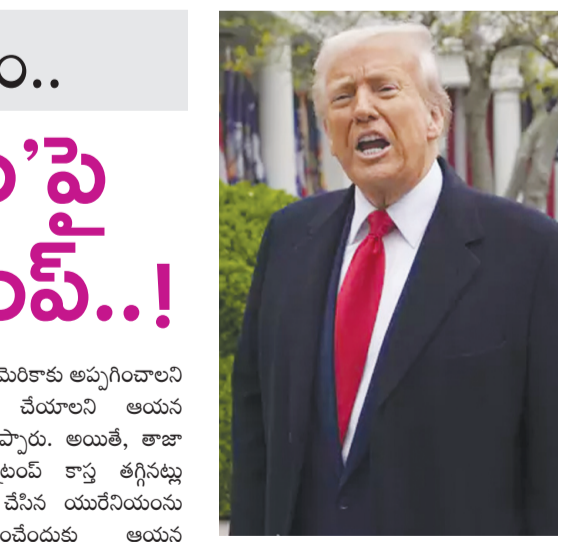 ం..
'పై
ంప్..!
మెరికాకు అప్పగించాలని
చేయాలని ఆయన
ప్పారు. అయితే, తాజా
ట్రంప్ కాస్త తగ్గినట్లు
చేసిన యురేనియంను
ంచేందుకు ఆయన